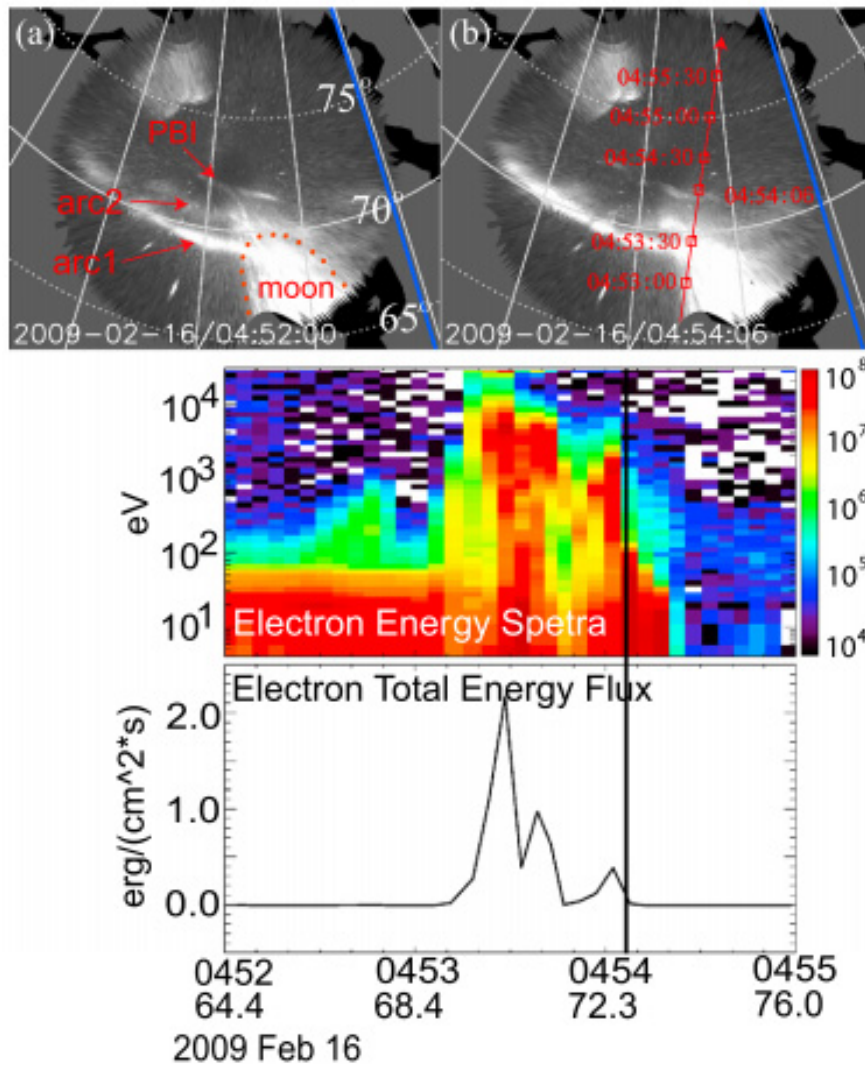 (a)
75°
PBI
arc2
70°
arc1
moon
65°
2009-02-16/04:52:00
(b)
04:55:30
04:55:00
04:54:30
04:54:06
04:53:30
04:53:00
2009-02-16/04:54:06
eV
10^4
10^3
10^2
10^1
Electron Energy Spetra
10^8
10^7
10^6
10^5
10^4
Electron Total Energy Flux
erg/(cm^2*s)
2.0
1.0
0.0
0452 0453 0454 0455
64.4 68.4 72.3 76.0
2009 Feb 16